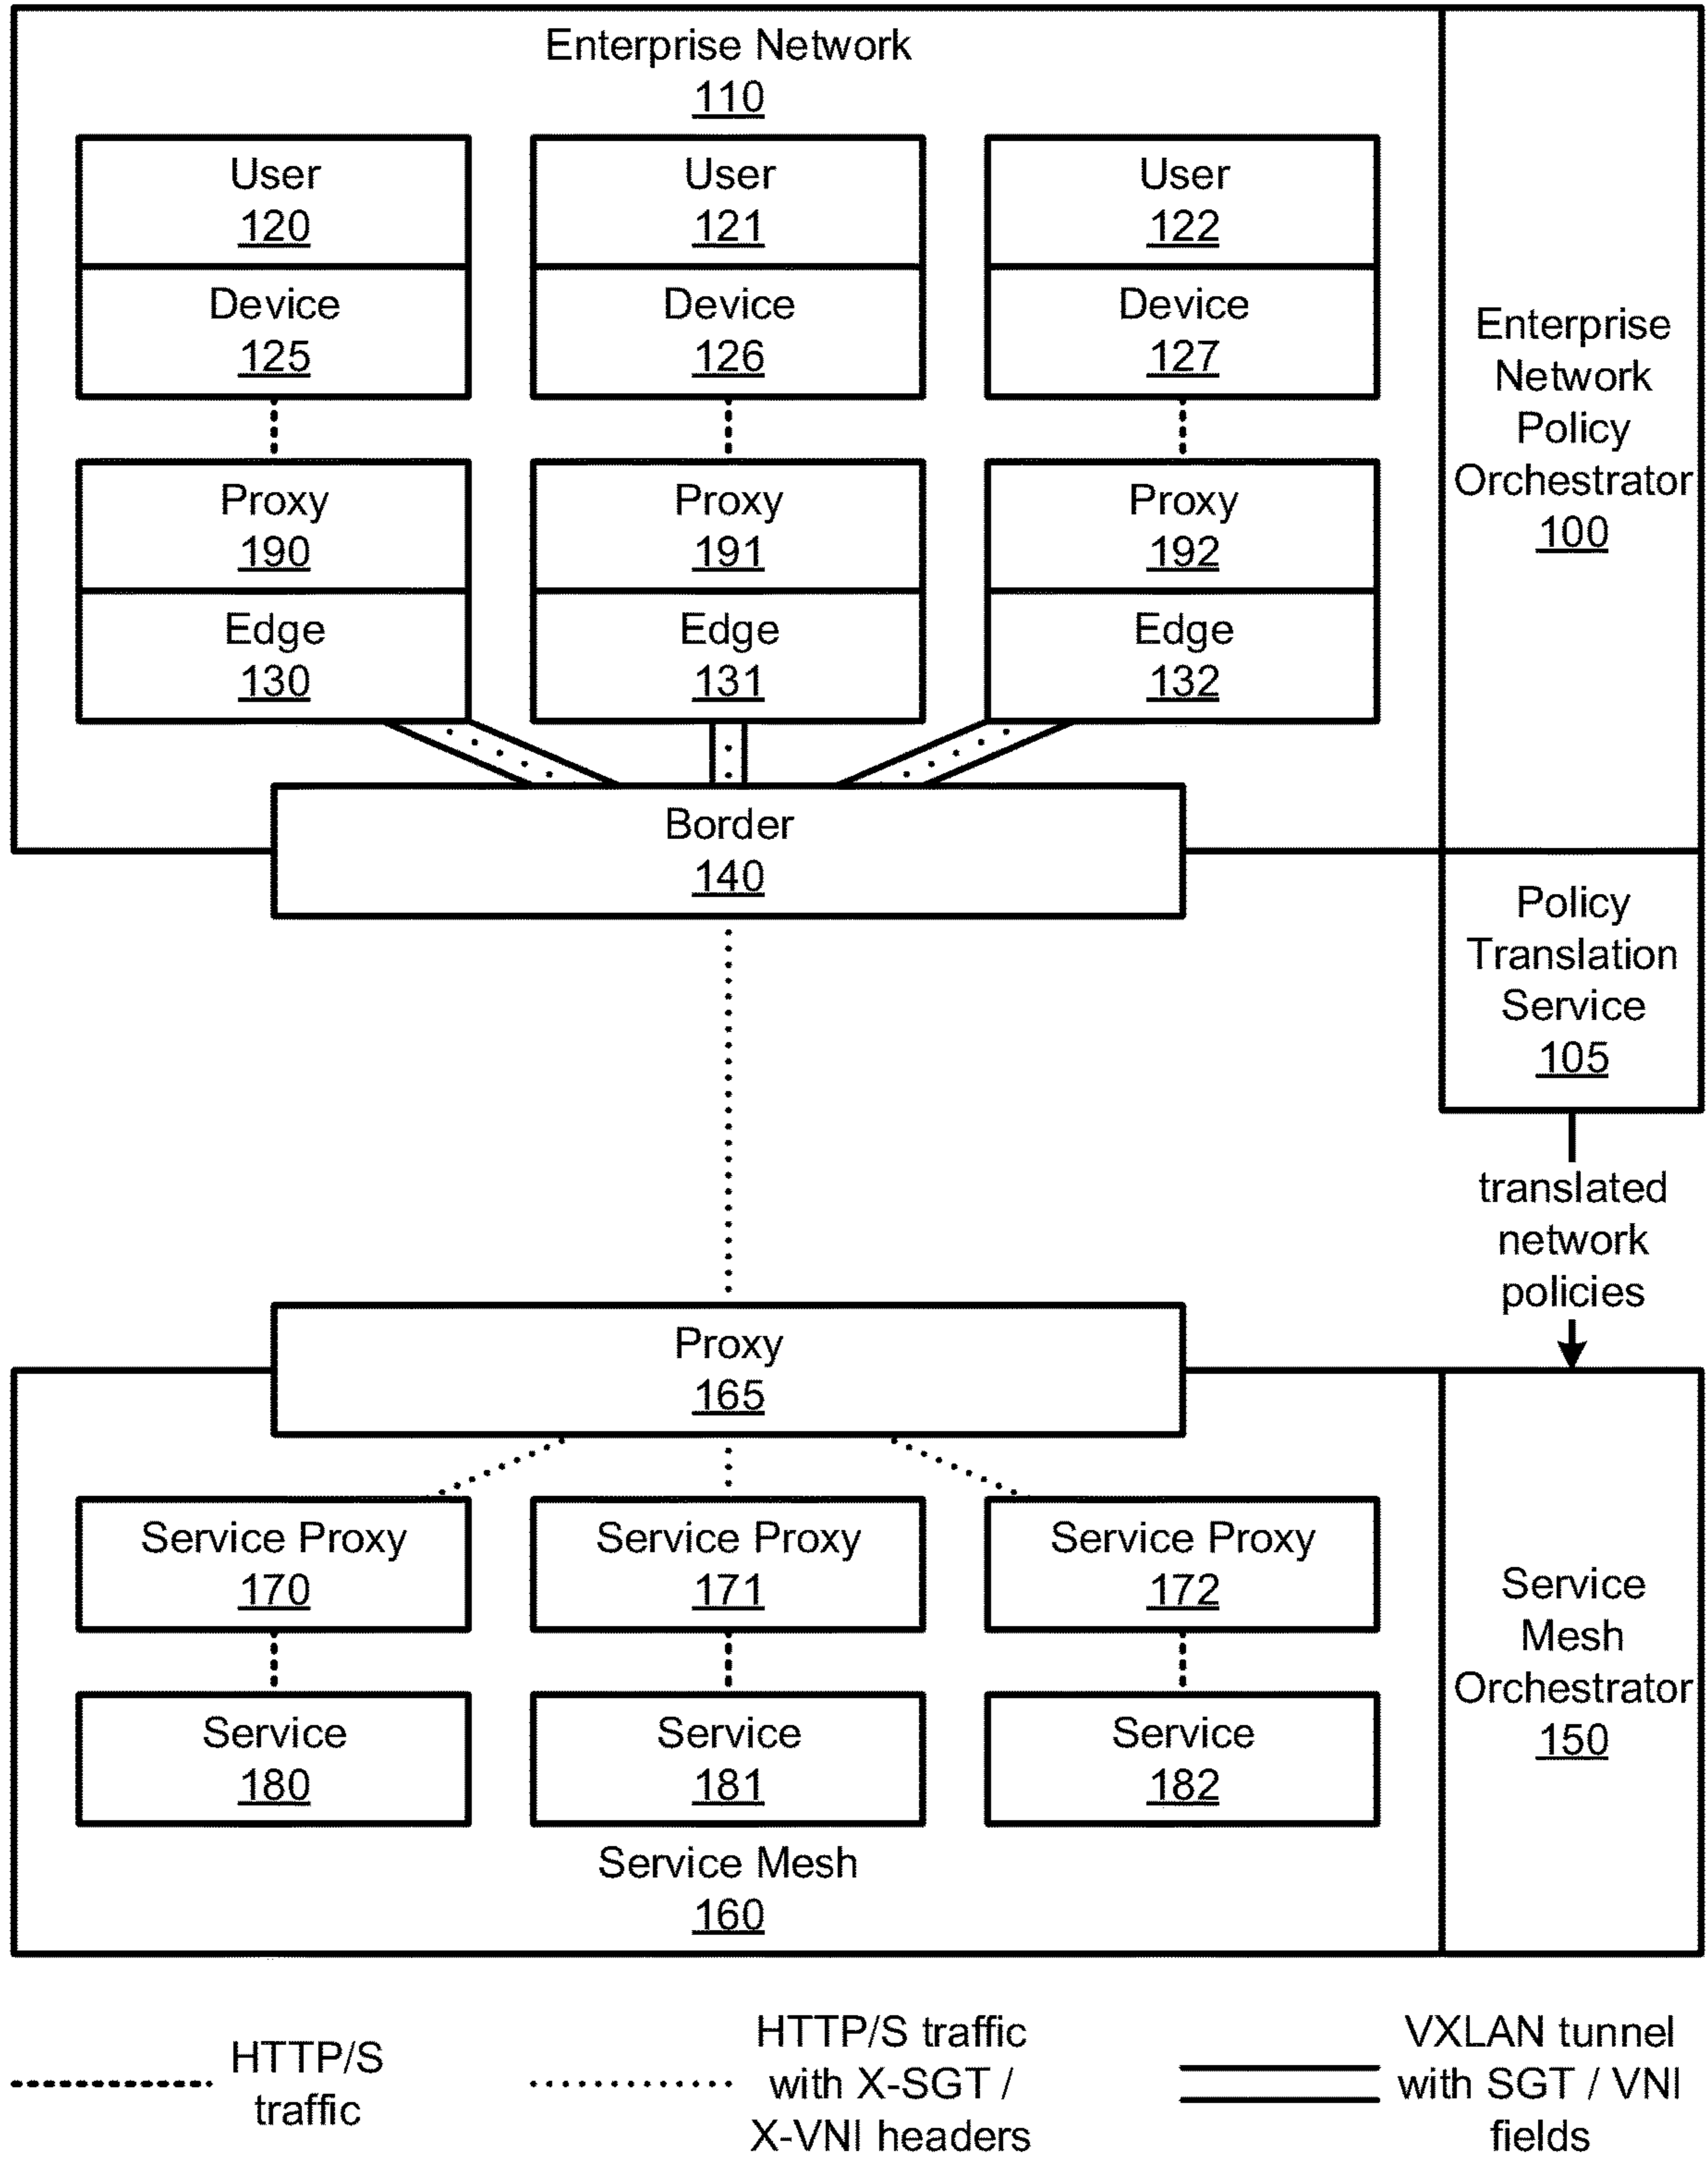 Enterprise Network
110
User
120
Device
125
User
121
Device
126
User
122
Device
127
Proxy
190
Edge
130
Proxy
191
Edge
131
Proxy
192
Edge
132
Border
140
Enterprise
Network
Policy
Orchestrator
100
Policy
Translation
Service
105
translated
network
policies
Proxy
165
Service Proxy
170
Service Proxy
171
Service Proxy
172
Service
180
Service
181
Service
182
Service Mesh
160
Service
Mesh
Orchestrator
150
HTTP/S
traffic
HTTP/S traffic
with X-SGT /
X-VNI headers
VXLAN tunnel
with SGT / VNI
fields